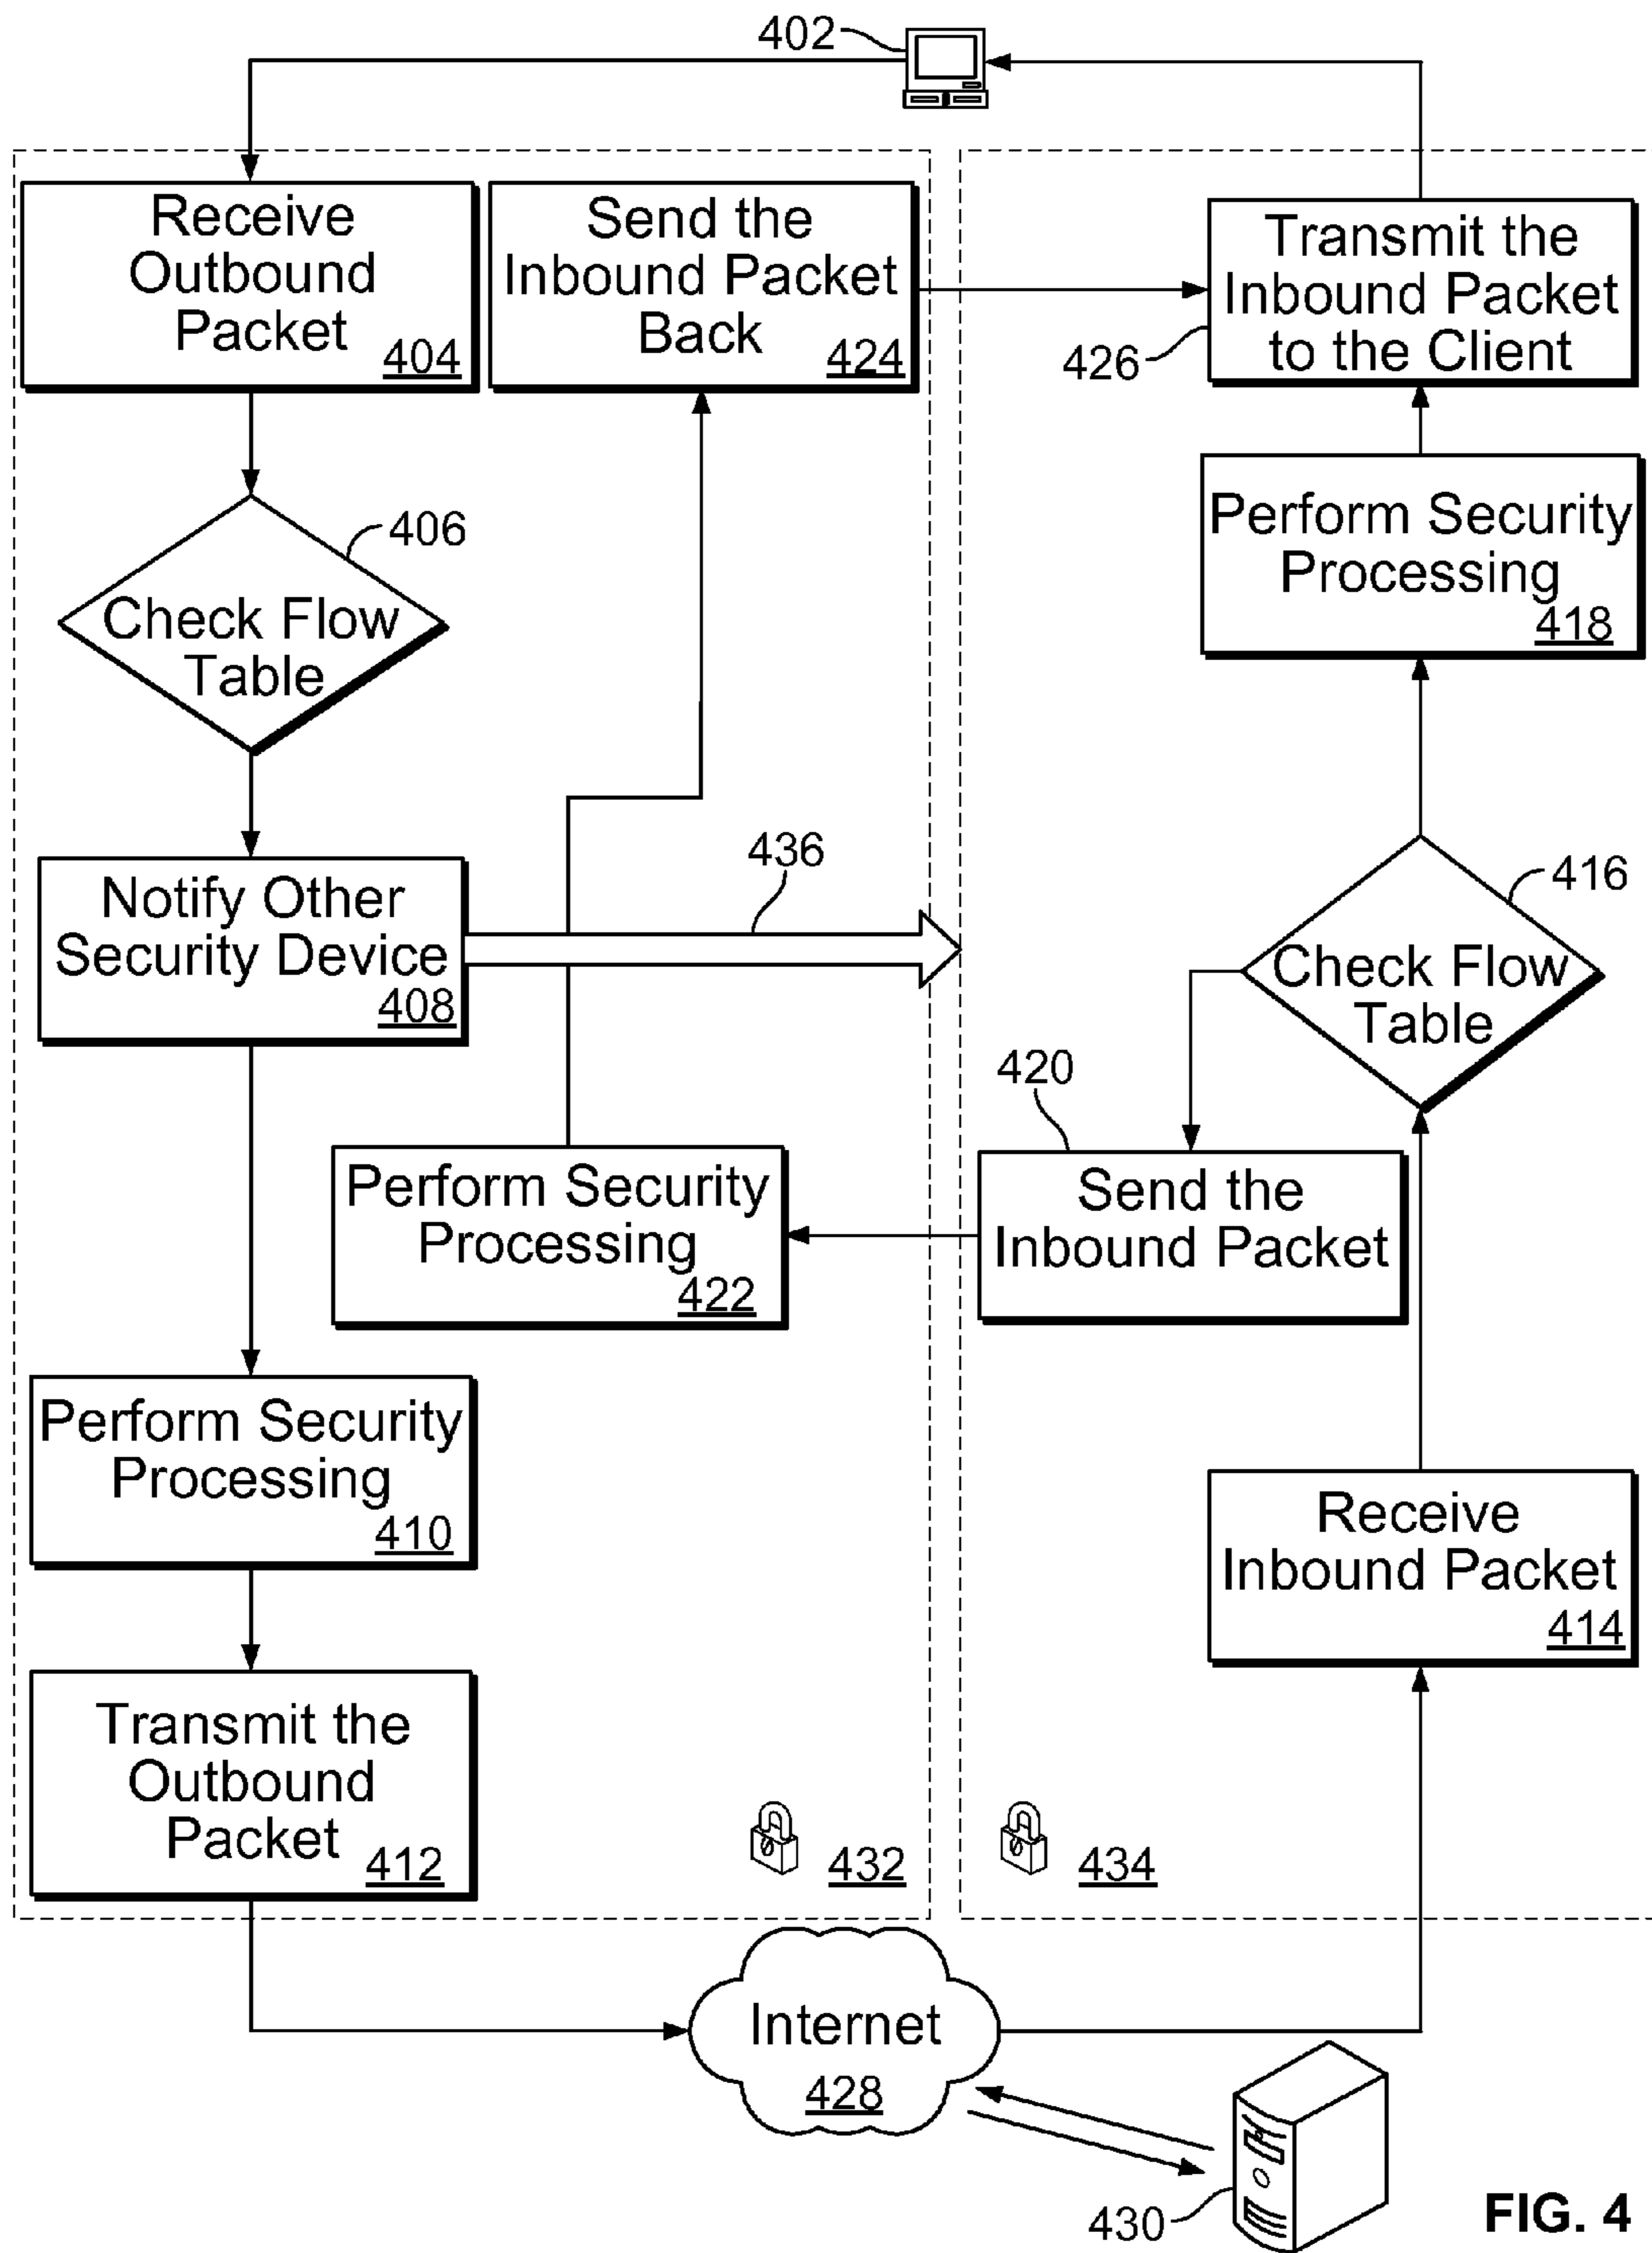 402
Receive
Outbound
Packet
404
Send the
Inbound Packet
Back
424
Transmit the
Inbound Packet
to the Client
426
Perform Security
Processing
418
406
Check Flow
Table
436
416
Notify Other
Security Device
408
Check Flow
Table
420
Perform Security
Processing
422
Send the
Inbound Packet
Perform Security
Processing
410
Receive
Inbound Packet
414
Transmit the
Outbound
Packet
412
432
434
Internet
428
430
FIG. 4